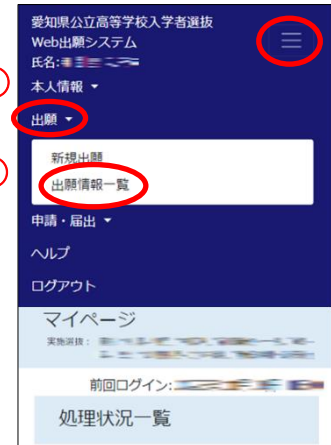 愛知県公立高等学校入学者選抜
Web出願システム
氏名:
本人情報
出願
新規出願
出願情報一覧
申請・届出
ヘルプ
ログアウト
マイページ
実施選抜:
前回ログイン:
処理状況一覧